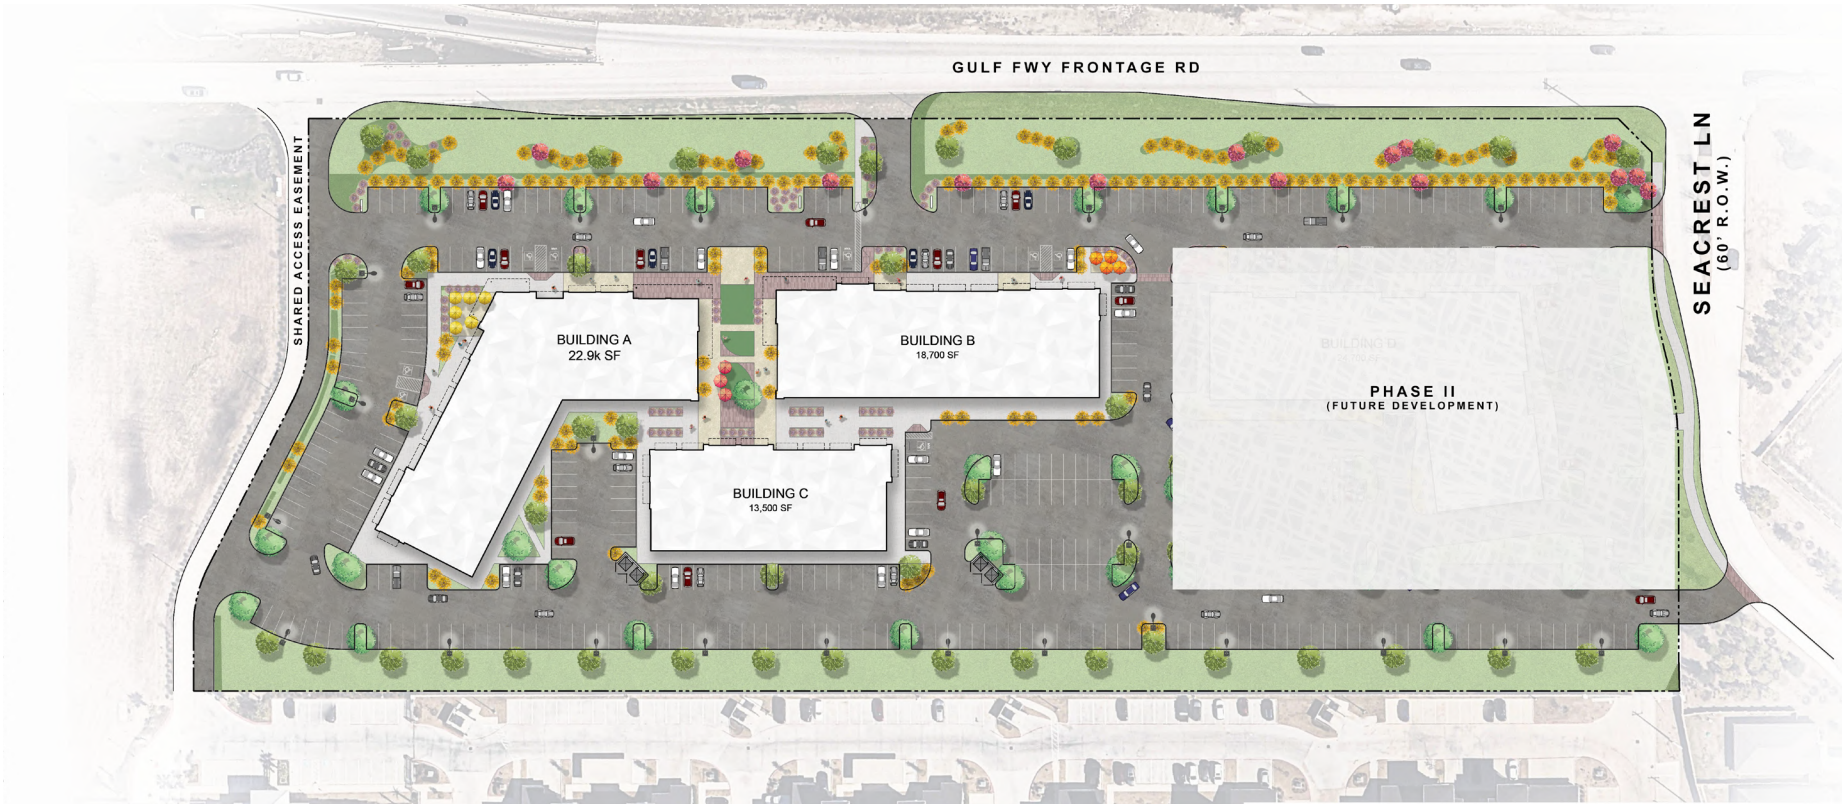 GULF FWY FRONTAGE RD
SHARED ACCESS EASEMENT
SEACREST LN
(60' R.O.W.)
BUILDING A
22.9k SF
BUILDING B
18,700 SF
BUILDING D
PHASE II
(FUTURE DEVELOPMENT)
BUILDING C
13,500 SF